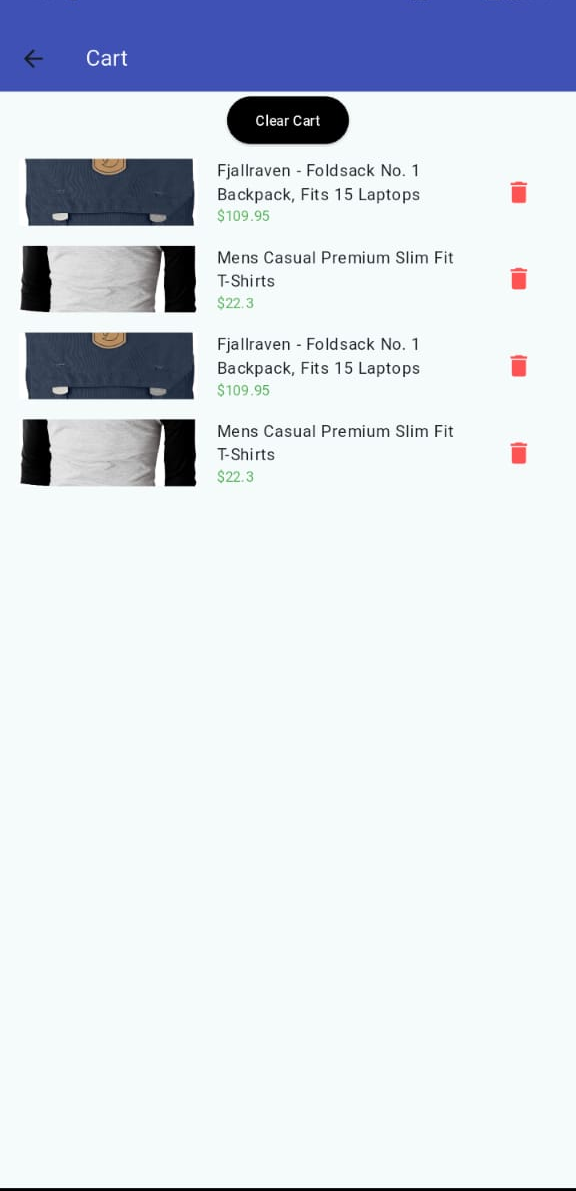 Cart
Clear Cart
Fjallraven - Foldsack No. 1
Backpack, Fits 15 Laptops
$109.95
Mens Casual Premium Slim Fit
T-Shirts
$22.3
Fjallraven - Foldsack No. 1
Backpack, Fits 15 Laptops
$109.95
Mens Casual Premium Slim Fit
T-Shirts
$22.3